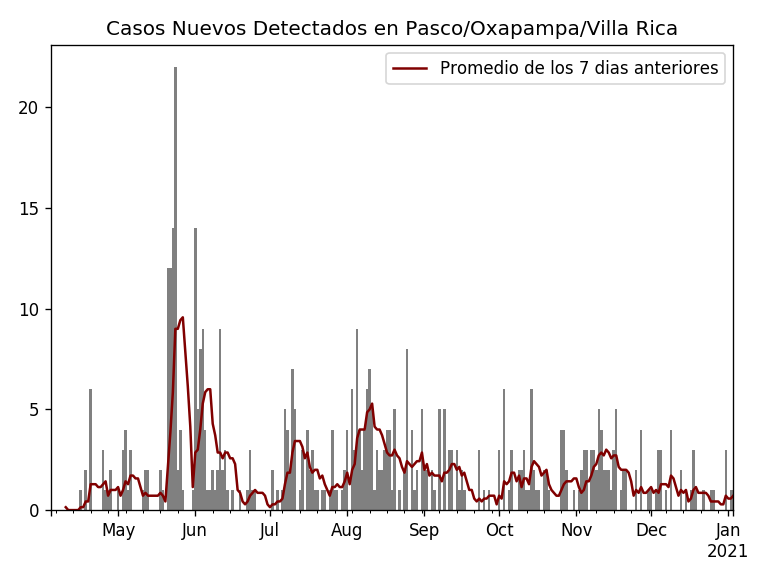 Casos Nuevos Detectados en Pasco/Oxapampa/Villa Rica
Promedio de los 7 dias anteriores
20
15
10
5
0
May Jun Jul Aug Sep Oct Nov Dec Jan
2021